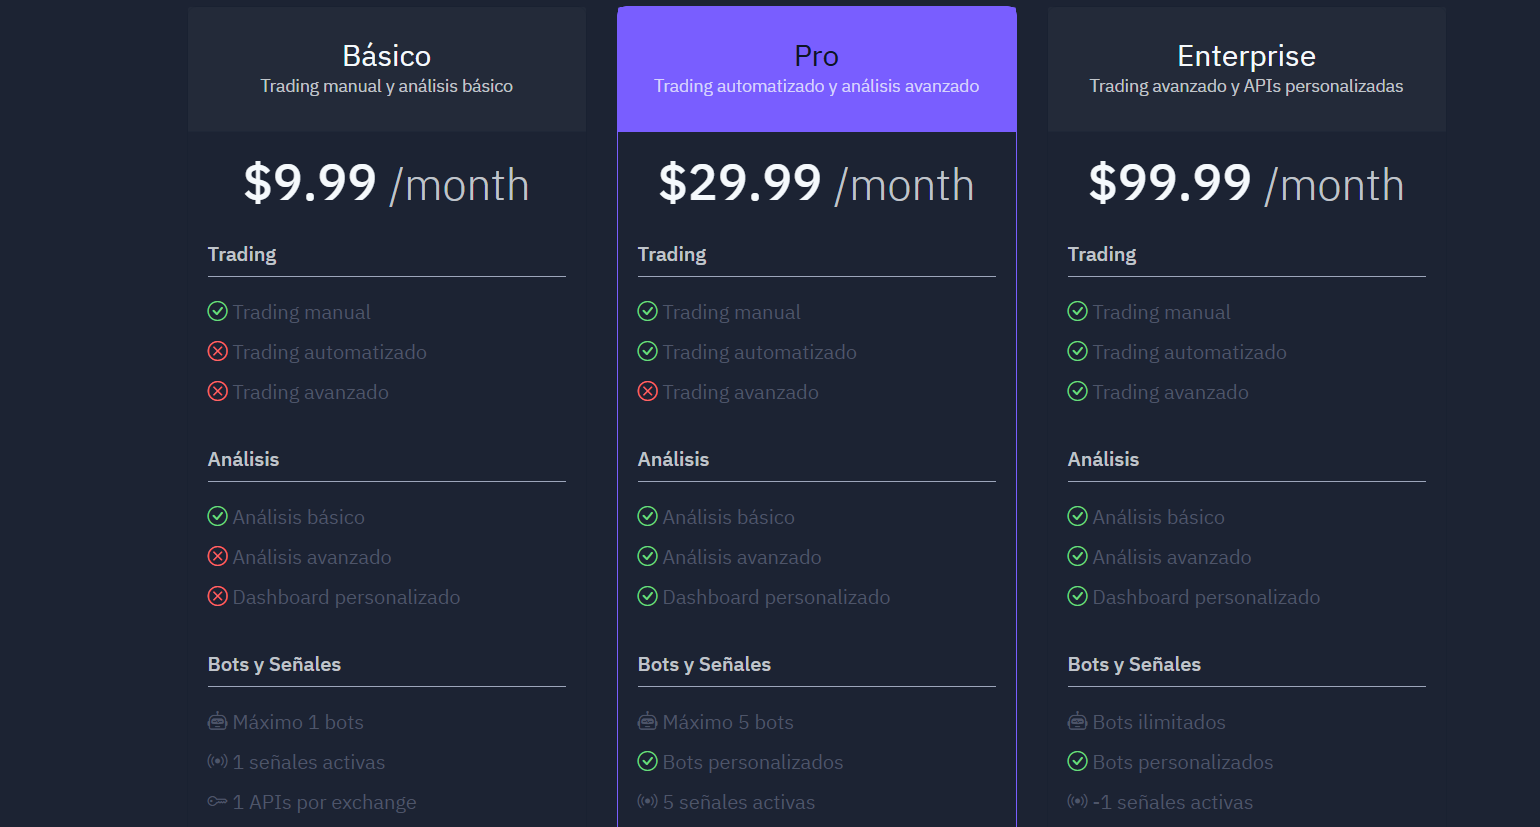 Básico
Trading manual y análisis básico
$9.99 /month
Trading
Trading manual
Trading automatizado
Trading avanzado
Análisis
Análisis básico
Análisis avanzado
Dashboard personalizado
Bots y Señales
Máximo 1 bots
1 señales activas
1 APIs por exchange
Pro
Trading automatizado y análisis avanzado
$29.99 /month
Trading
Trading manual
Trading automatizado
Trading avanzado
Análisis
Análisis básico
Análisis avanzado
Dashboard personalizado
Bots y Señales
Máximo 5 bots
Bots personalizados
5 señales activas
Enterprise
Trading avanzado y APIs personalizadas
$99.99 /month
Trading
Trading manual
Trading automatizado
Trading avanzado
Análisis
Análisis básico
Análisis avanzado
Dashboard personalizado
Bots y Señales
Bots ilimitados
Bots personalizados
-1 señales activas